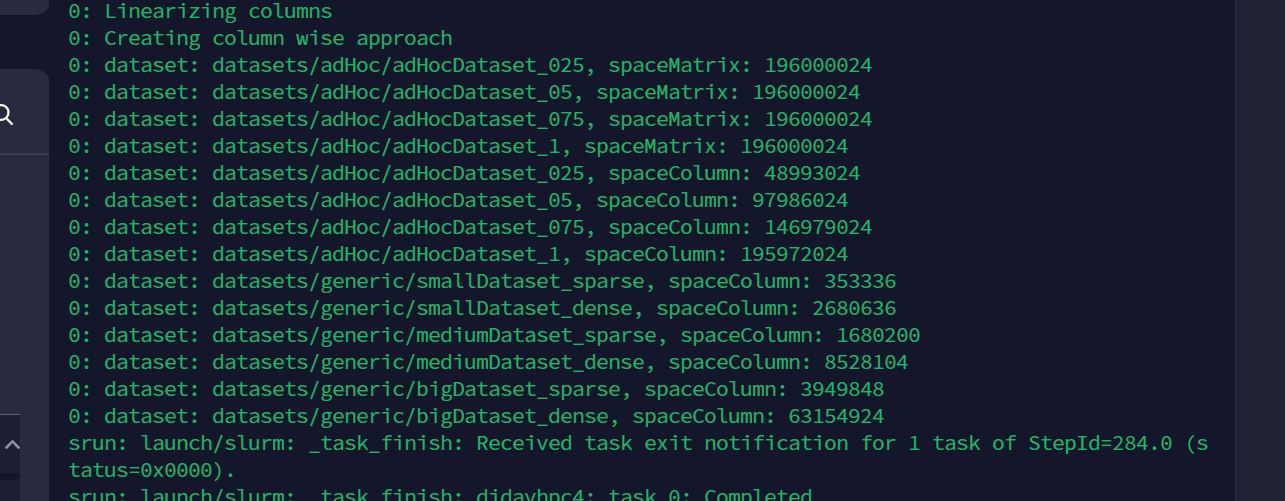 0: Linearizing columns
0: Creating column wise approach
0: dataset: datasets/adHoc/adHocDataset_025, spaceMatrix: 196000024
0: dataset: datasets/adHoc/adHocDataset_05, spaceMatrix: 196000024
0: dataset: datasets/adHoc/adHocDataset_075, spaceMatrix: 196000024
0: dataset: datasets/adHoc/adHocDataset_1, spaceMatrix: 196000024
0: dataset: datasets/adHoc/adHocDataset_025, spaceColumn: 48993024
0: dataset: datasets/adHoc/adHocDataset_05, spaceColumn: 97986024
0: dataset: datasets/adHoc/adHocDataset_075, spaceColumn: 146979024
0: dataset: datasets/adHoc/adHocDataset_1, spaceColumn: 195972024
0: dataset: datasets/generic/smallDataset_sparse, spaceColumn: 353336
0: dataset: datasets/generic/smallDataset_dense, spaceColumn: 2680636
0: dataset: datasets/generic/mediumDataset_sparse, spaceColumn: 1680200
0: dataset: datasets/generic/mediumDataset_dense, spaceColumn: 8528104
0: dataset: datasets/generic/bigDataset_sparse, spaceColumn: 3949848
0: dataset: datasets/generic/bigDataset_dense, spaceColumn: 63154924
srun: launch/slurm: _task_finish: Received task exit notification for 1 task of StepId=284.0 (s
tatus=0x0000).
srun: launch/slurm: _task_finish: didayhpc4: task 0: Completed